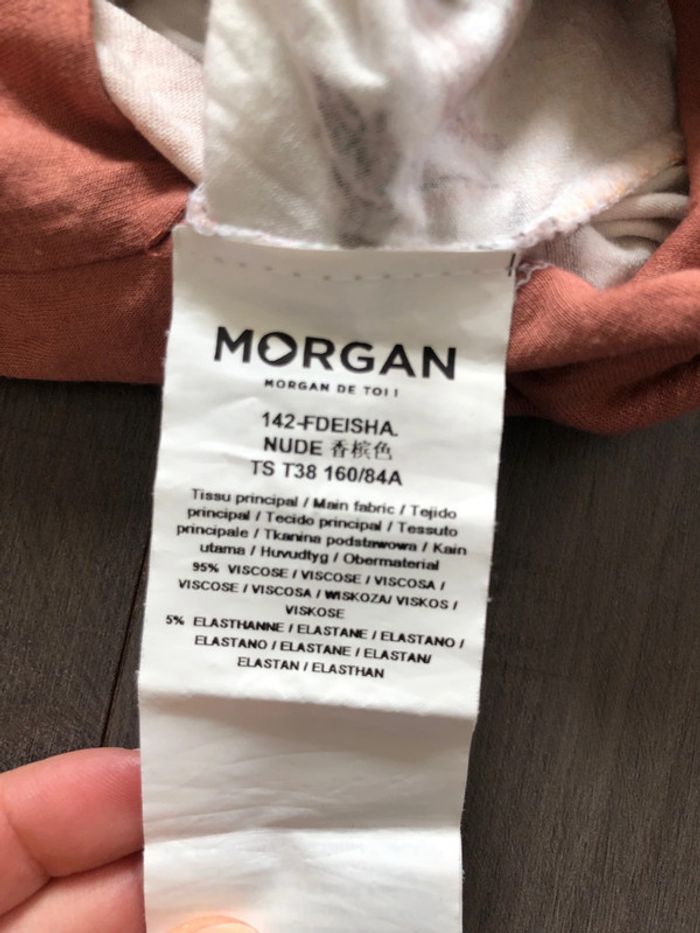 MORGAN
MORGAN DE TOI !
142-FDEISHA.
NUDE 香槟色
TS T38 160/84A
Tissu principal / Main fabric / Tejido
principal / Tecido principal / Tessuto
principale / Tkanina podstawowa / Kain
utama / Huvudtyg / Obermaterial
95% VISCOSE / VISCOSE / VISCOSA /
VISCOSE / VISCOSA / WISKOZA/ VISKOS /
VISKOSE
5% ELASTHANNE / ELASTANE / ELASTANO /
ELASTANO / ELASTANE / ELASTAN/
ELASTAN / ELASTHAN